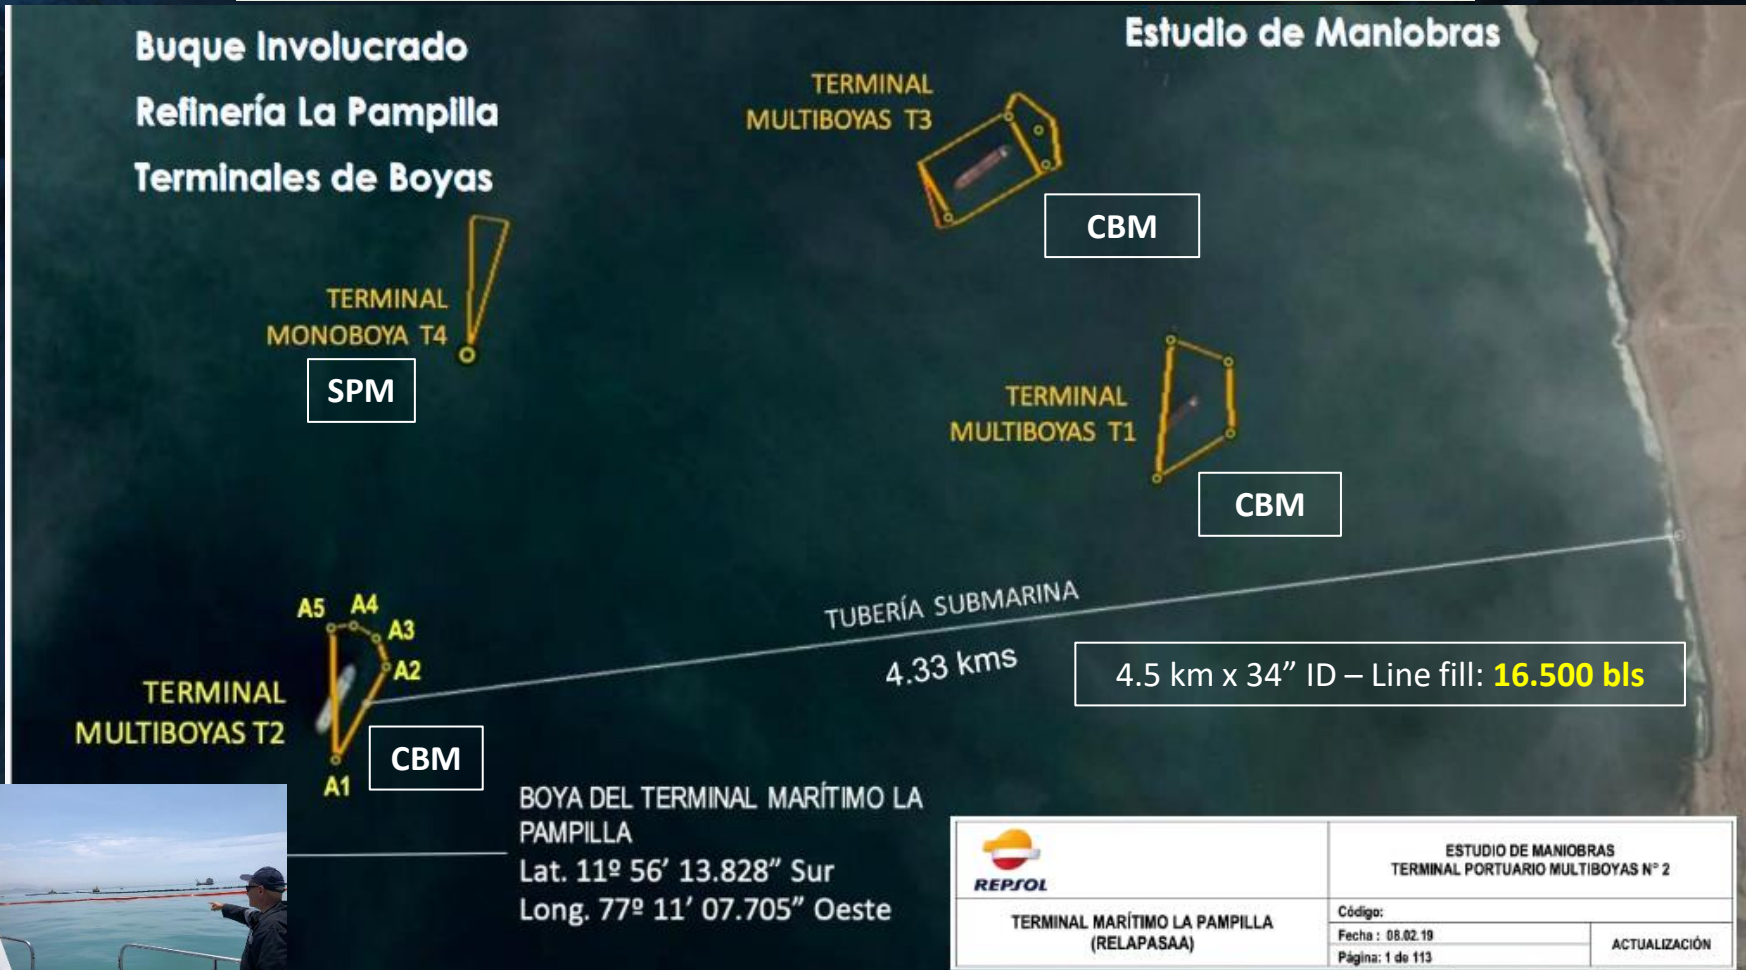 Buque Involucrado
Refinería La Pampilla
Terminales de Boyas
Estudio de Maniobras
TERMINAL
MULTIBOYAS T3
CBM
TERMINAL
MONOBOYA T4
SPM
TERMINAL
MULTIBOYAS T1
CBM
TUBERÍA SUBMARINA
4.33 kms
4.5 km x 34” ID – Line fill: 16.500 bls
A5
A4
A3
A2
TERMINAL
MULTIBOYAS T2
CBM
A1
BOYA DEL TERMINAL MARÍTIMO LA
PAMPILLA
Lat. 11º 56’ 13.828” Sur
Long. 77º 11’ 07.705” Oeste
REPSOL
ESTUDIO DE MANIOBRAS
TERMINAL PORTUARIO MULTIBOYAS N° 2
TERMINAL MARÍTIMO LA PAMPILLA
(RELAPASAA)
Código:
Fecha : 08.02.19
Página: 1 de 113
ACTUALIZACIÓN